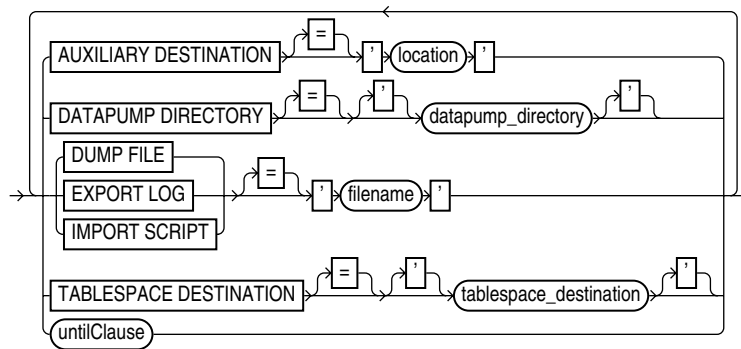 =
AUXILIARY DESTINATION ' location '
= ' '
DATAPUMP DIRECTORY datapump_directory
DUMP FILE
=
EXPORT LOG ' filename '
IMPORT SCRIPT
= ' '
TABLESPACE DESTINATION tablespace_destination
untilClause